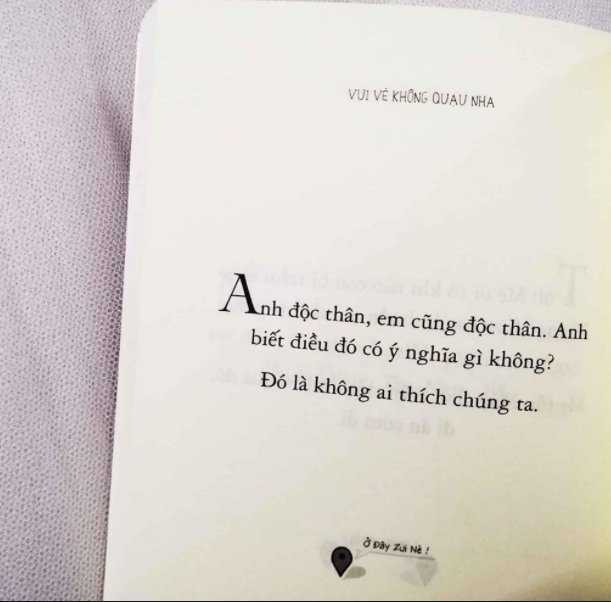 VUI VẺ KHÔNG QUẠU NHA
Anh độc thân, em cũng độc thân. Anh
biết điều đó có ý nghĩa gì không?
Đó là không ai thích chúng ta.
Ở Đây Zui Nè !